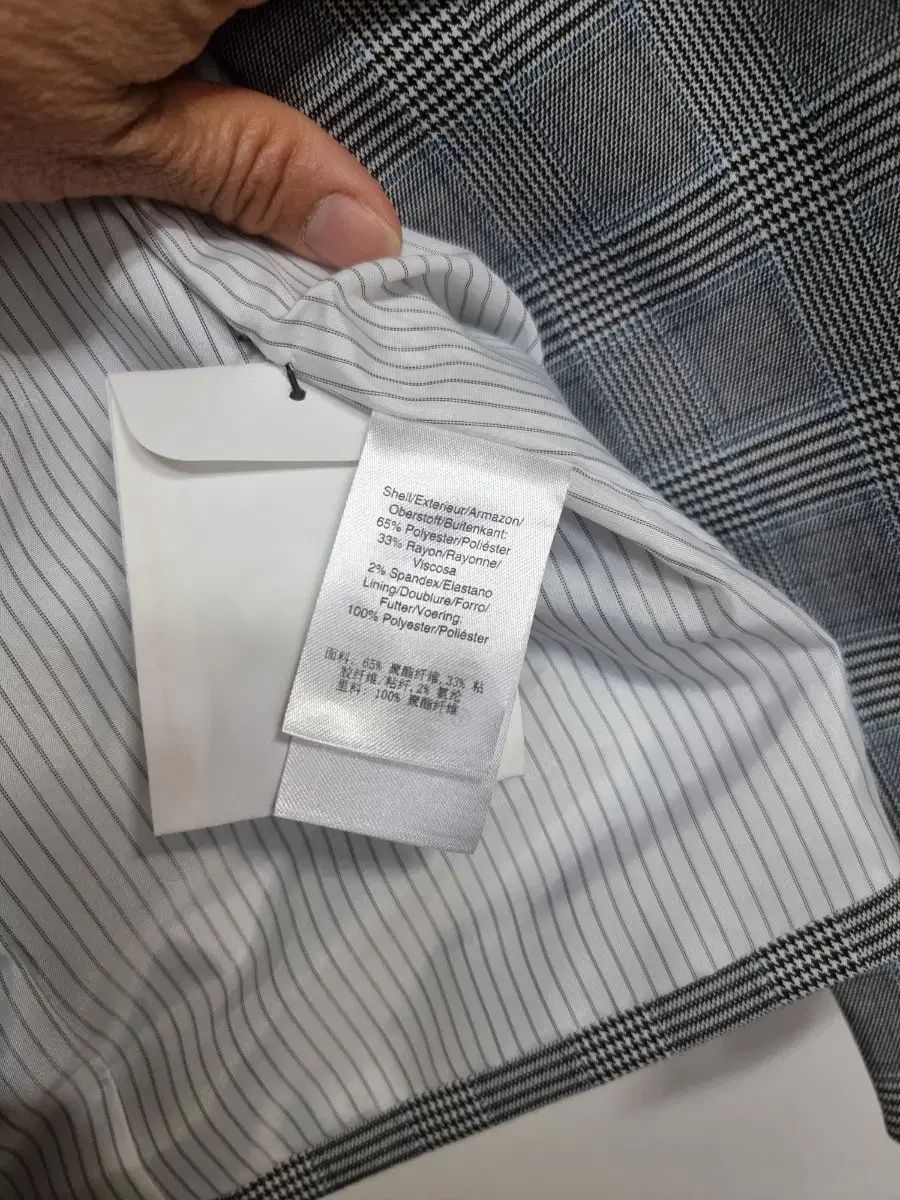 Shell/Exterieur/Armazon/
Oberstoff/Buitenkant:
65% Polyester/Poliéster
33% Rayon/Rayonne/
Viscosa
2% Spandex/Elastano
Lining/Doublure/Forro/
Futter/Voering:
100% Polyester/Poliéster
面料: 65% 聚酯纤维,33% 粘
胶纤维/粘纤,2% 氨纶
里料: 100% 聚酯纤维